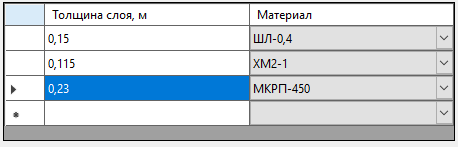 Толщина слоя, м Материал
0,15 ШЛ-0,4
0,115 ХМ2-1
0,23 МКРП-450